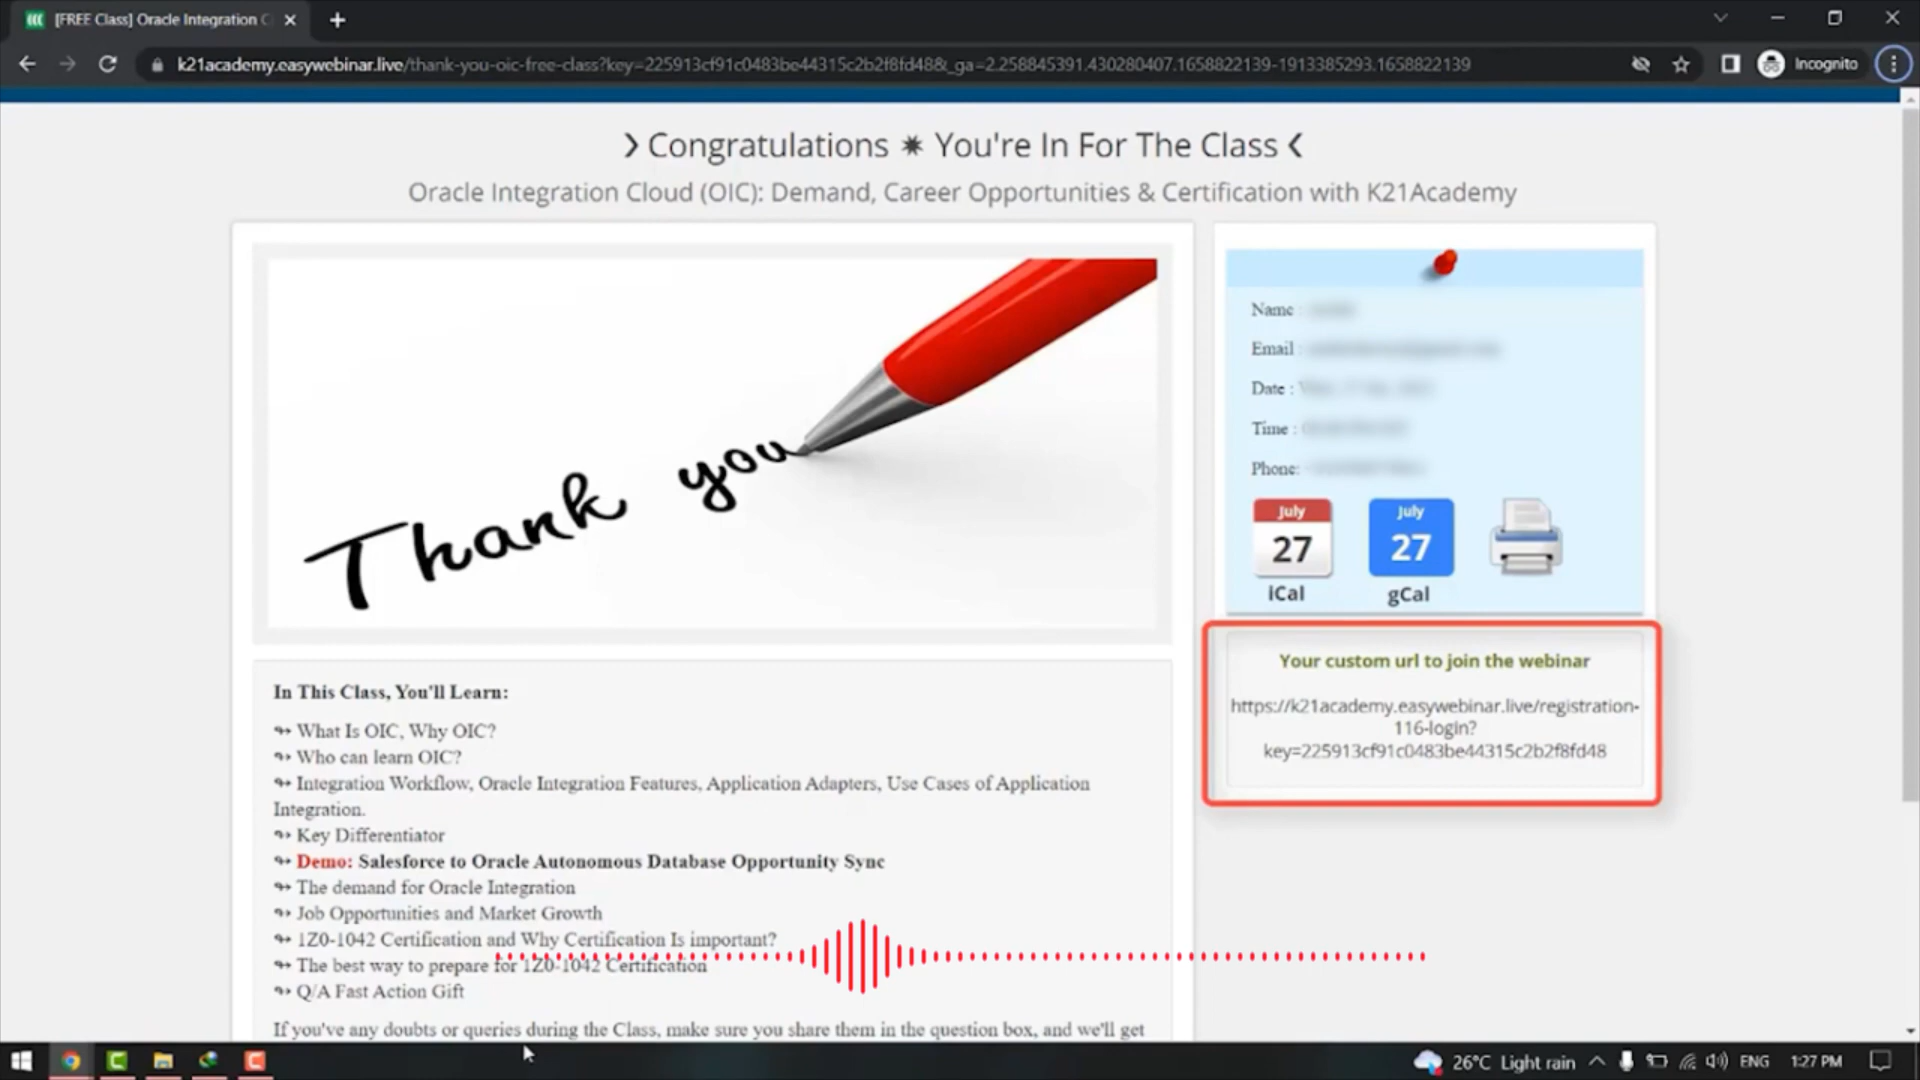 [FREE Class] Oracle Integration C
k21academy.easywebinar.live/thank-you-oic-free-class?key=225913cf91c0483be44315c2b2f8fd48&_ga=2.258845391.430280407.1658822139-1913385293.1658822139
Incognito
Congratulations ✷ You're In For The Class
Oracle Integration Cloud (OIC): Demand, Career Opportunities & Certification with K21Academy
Thank you
Name :
Email :
Date :
Time :
Phone:
July July
27 27
iCal gCal
Your custom url to join the webinar
https://k21academy.easywebinar.live/registration-
116-login?
key=225913cf91c0483be44315c2b2f8fd48
In This Class, You'll Learn:
What Is OIC, Why OIC?
Who can learn OIC?
Integration Workflow, Oracle Integration Features, Application Adapters, Use Cases of Application
Integration.
Key Differentiator
Demo: Salesforce to Oracle Autonomous Database Opportunity Sync
The demand for Oracle Integration
Job Opportunities and Market Growth
1Z0-1042 Certification and Why Certification Is important?
The best way to prepare for 1Z0-1042 Certification
Q/A Fast Action Gift
If you've any doubts or queries during the Class, make sure you share them in the question box, and we'll get
26°C Light rain
ENG
1:27 PM